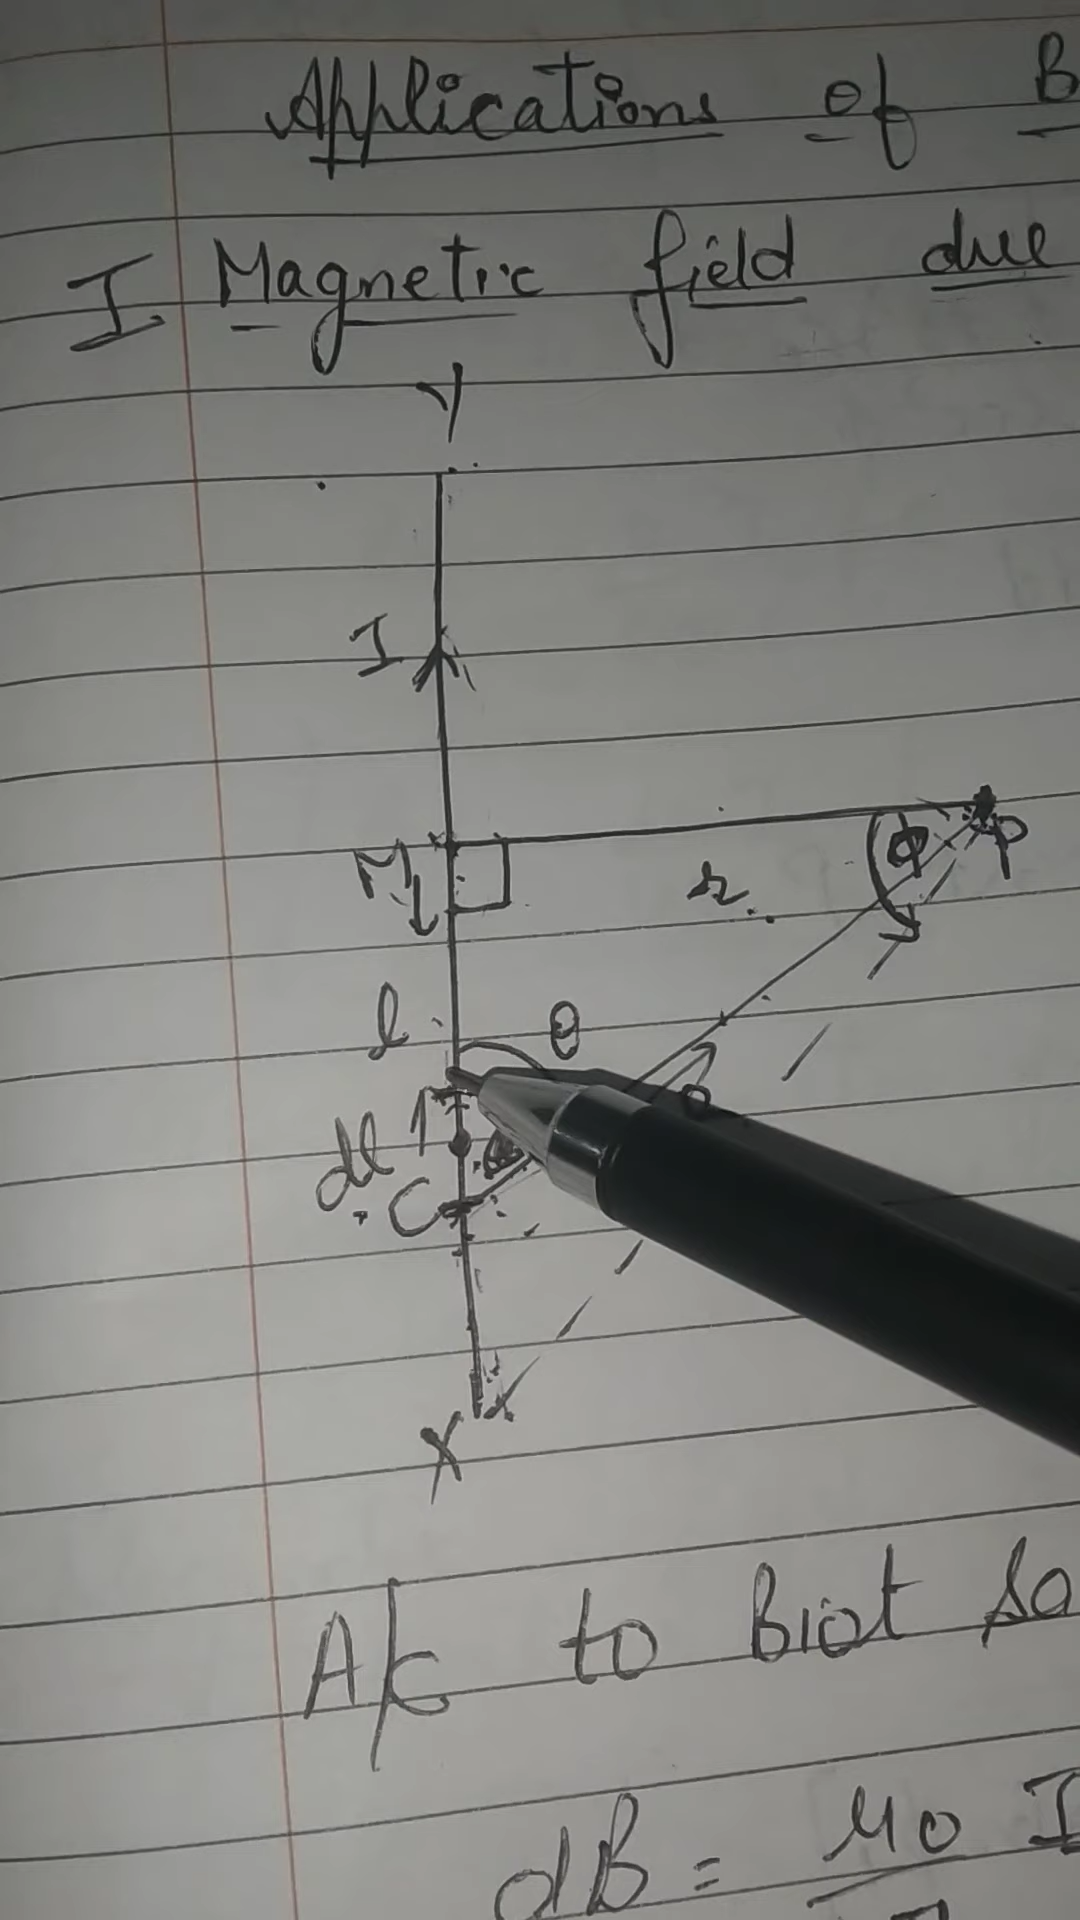 Applications of B
I Magnetic field due
Y
I
M
P
ϕ
r
l
θ
dl
C
X
A/c to Biot Sa
dB = μ0 I